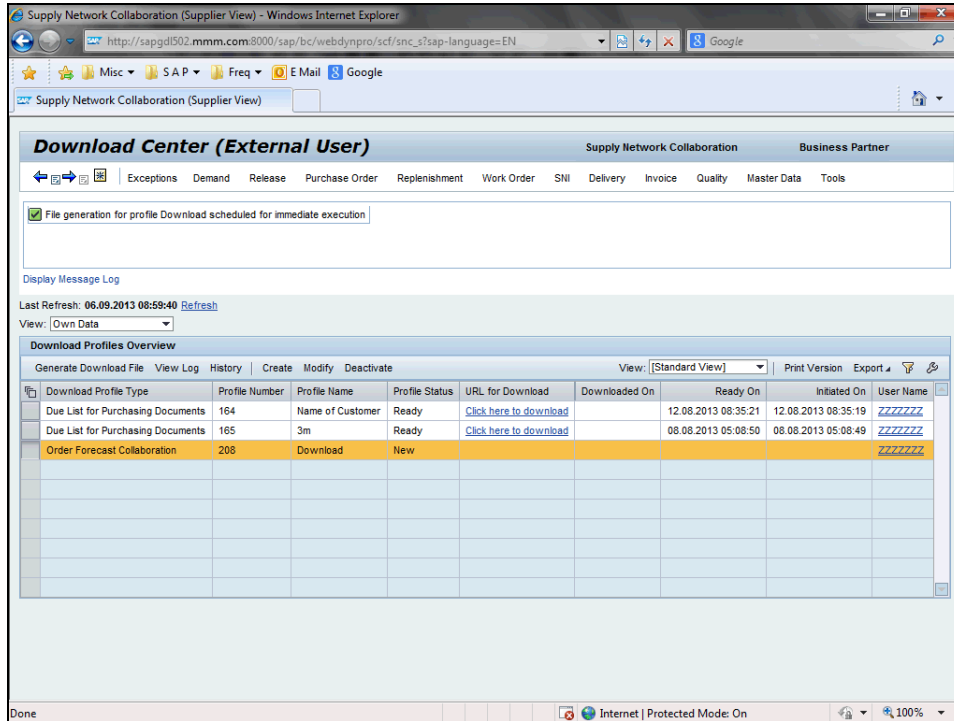 Supply Network Collaboration (Supplier View) - Windows Internet Explorer
http://sapgdl502.mmm.com:8000/sap/bc/webdynpro/scf/snc_s?sap-language=EN
Google
Misc SAP Freq E Mail Google
Supply Network Collaboration (Supplier View)
Download Center (External User) Supply Network Collaboration Business Partner
Exceptions Demand Release Purchase Order Replenishment Work Order SNI Delivery Invoice Quality Master Data Tools
File generation for profile Download scheduled for immediate execution
Display Message Log
Last Refresh: 06.09.2013 08:59:40 Refresh
View: Own Data
Download Profiles Overview
Generate Download File View Log History Create Modify Deactivate View: [Standard View] Print Version Export
Download Profile Type Profile Number Profile Name Profile Status URL for Download Downloaded On Ready On Initiated On User Name
Due List for Purchasing Documents 164 Name of Customer Ready Click here to download 12.08.2013 08:35:21 12.08.2013 08:35:19 ZZZZZZZ
Due List for Purchasing Documents 165 3m Ready Click here to download 08.08.2013 05:08:50 08.08.2013 05:08:49 ZZZZZZZ
Order Forecast Collaboration 208 Download New ZZZZZZZ
Done Internet | Protected Mode: On 100%